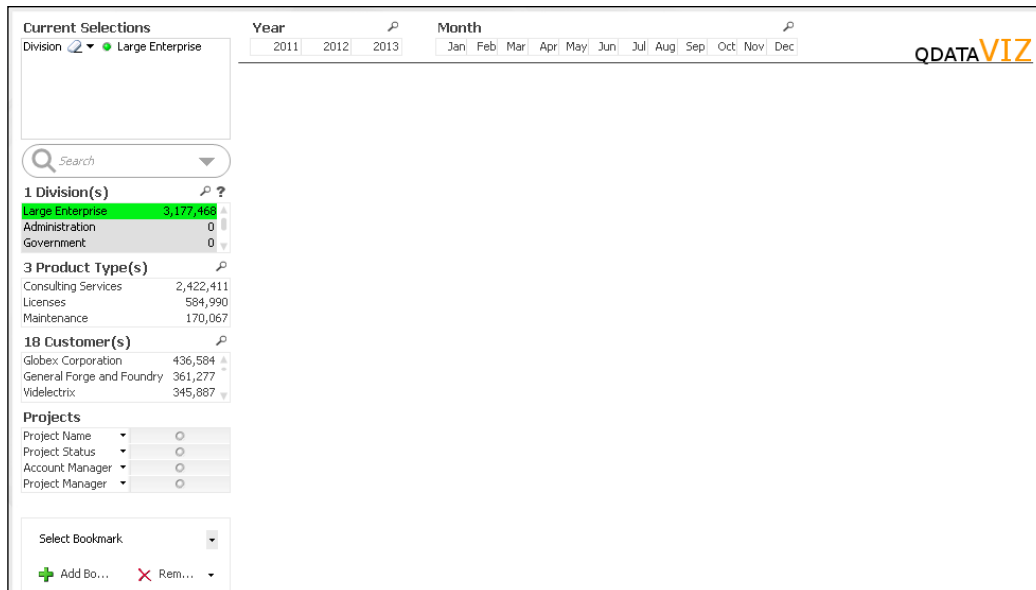 Current Selections
Division Large Enterprise
Year
2011 2012 2013
Month
Jan Feb Mar Apr May Jun Jul Aug Sep Oct Nov Dec
QDATAVIZ
Search
1 Division(s) ?
Large Enterprise 3,177,468
Administration 0
Government 0
3 Product Type(s)
Consulting Services 2,422,411
Licenses 584,990
Maintenance 170,067
18 Customer(s)
Globex Corporation 436,584
General Forge and Foundry 361,277
Videlectrix 345,887
Projects
Project Name
Project Status
Account Manager
Project Manager
Select Bookmark
Add Bo... Rem...